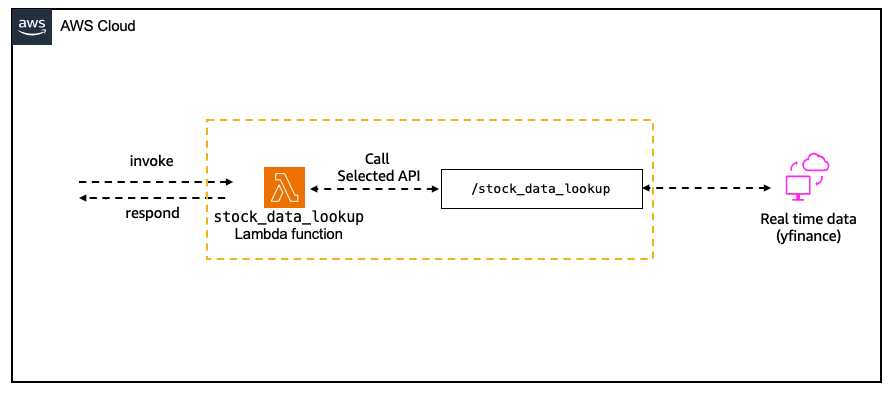 aws
AWS Cloud
invoke
respond
stock_data_lookup
Lambda function
Call
Selected API
/stock_data_lookup
Real time data
(yfinance)